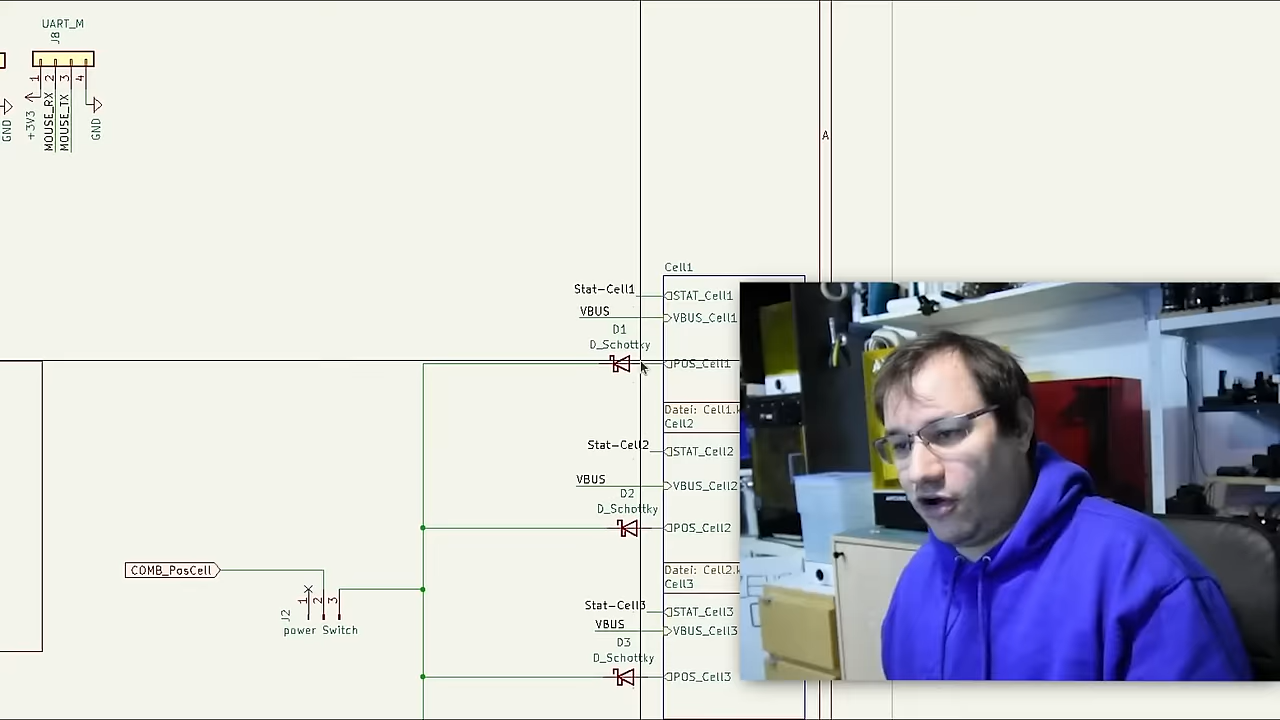 UART_M
J8
1
2
3
4
+3V3
MOUSE_RX
MOUSE_TX
GND
GND
A
Cell1
Stat-Cell1
STAT_Cell1
VBUS
VBUS_Cell1
D1
D_Schottky
POS_Cell1
Datei: Cell1.k
Cell2
Stat-Cell2
STAT_Cell2
VBUS
VBUS_Cell2
D2
D_Schottky
POS_Cell2
COMB_PosCell
Datei: Cell2.k
Cell3
J2
1
2
3
power Switch
Stat-Cell3
STAT_Cell3
VBUS
VBUS_Cell3
D3
D_Schottky
POS_Cell3